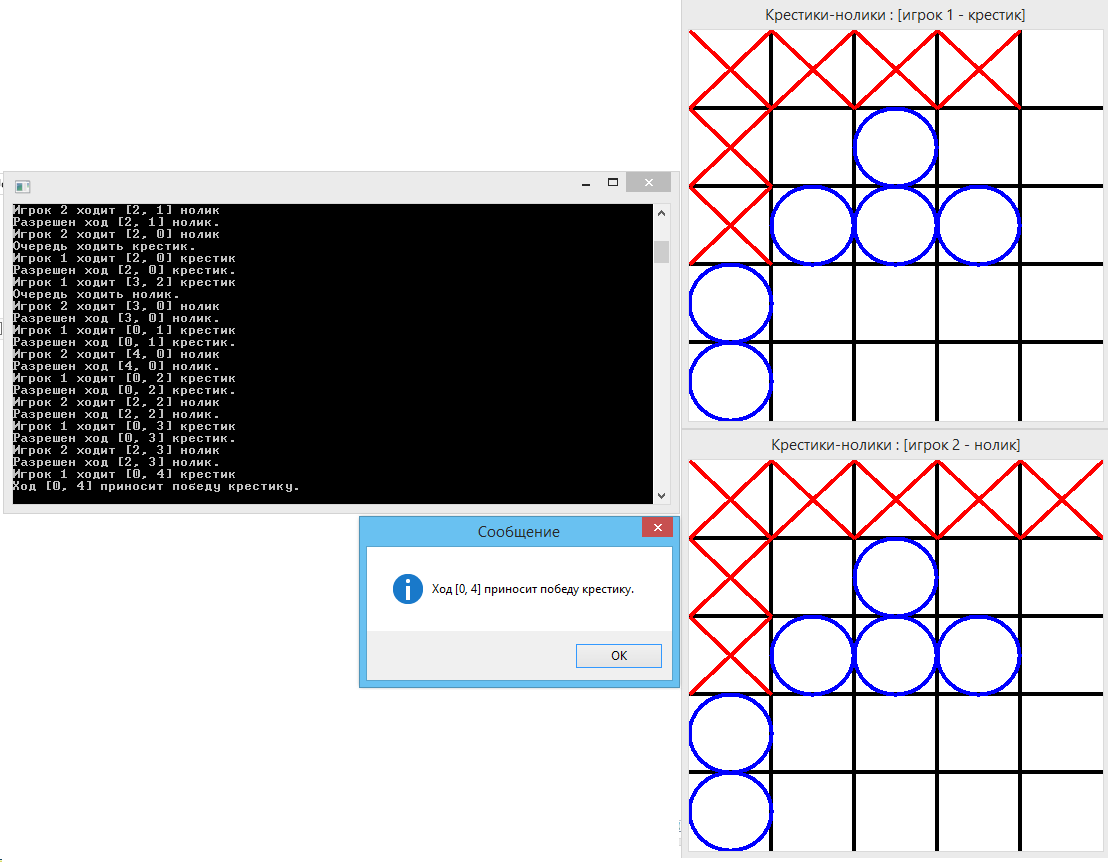 Крестики-нолики : [игрок 1 - крестик]
Игрок 2 ходит [2, 1] нолик
Разрешен ход [2, 1] нолик.
Игрок 2 ходит [2, 0] нолик
Очередь ходить крестик.
Игрок 1 ходит [2, 0] крестик
Разрешен ход [2, 0] крестик.
Игрок 1 ходит [3, 2] крестик
Очередь ходить нолик.
Игрок 2 ходит [3, 0] нолик
Разрешен ход [3, 0] нолик.
Игрок 1 ходит [0, 1] крестик
Разрешен ход [0, 1] крестик.
Игрок 2 ходит [4, 0] нолик
Разрешен ход [4, 0] нолик.
Игрок 1 ходит [0, 2] крестик
Разрешен ход [0, 2] крестик.
Игрок 2 ходит [2, 2] нолик
Разрешен ход [2, 2] нолик.
Игрок 1 ходит [0, 3] крестик
Разрешен ход [0, 3] крестик.
Игрок 2 ходит [2, 3] нолик
Разрешен ход [2, 3] нолик.
Игрок 1 ходит [0, 4] крестик
Ход [0, 4] приносит победу крестику.
Крестики-нолики : [игрок 2 - нолик]
Сообщение
Ход [0, 4] приносит победу крестику.
OK